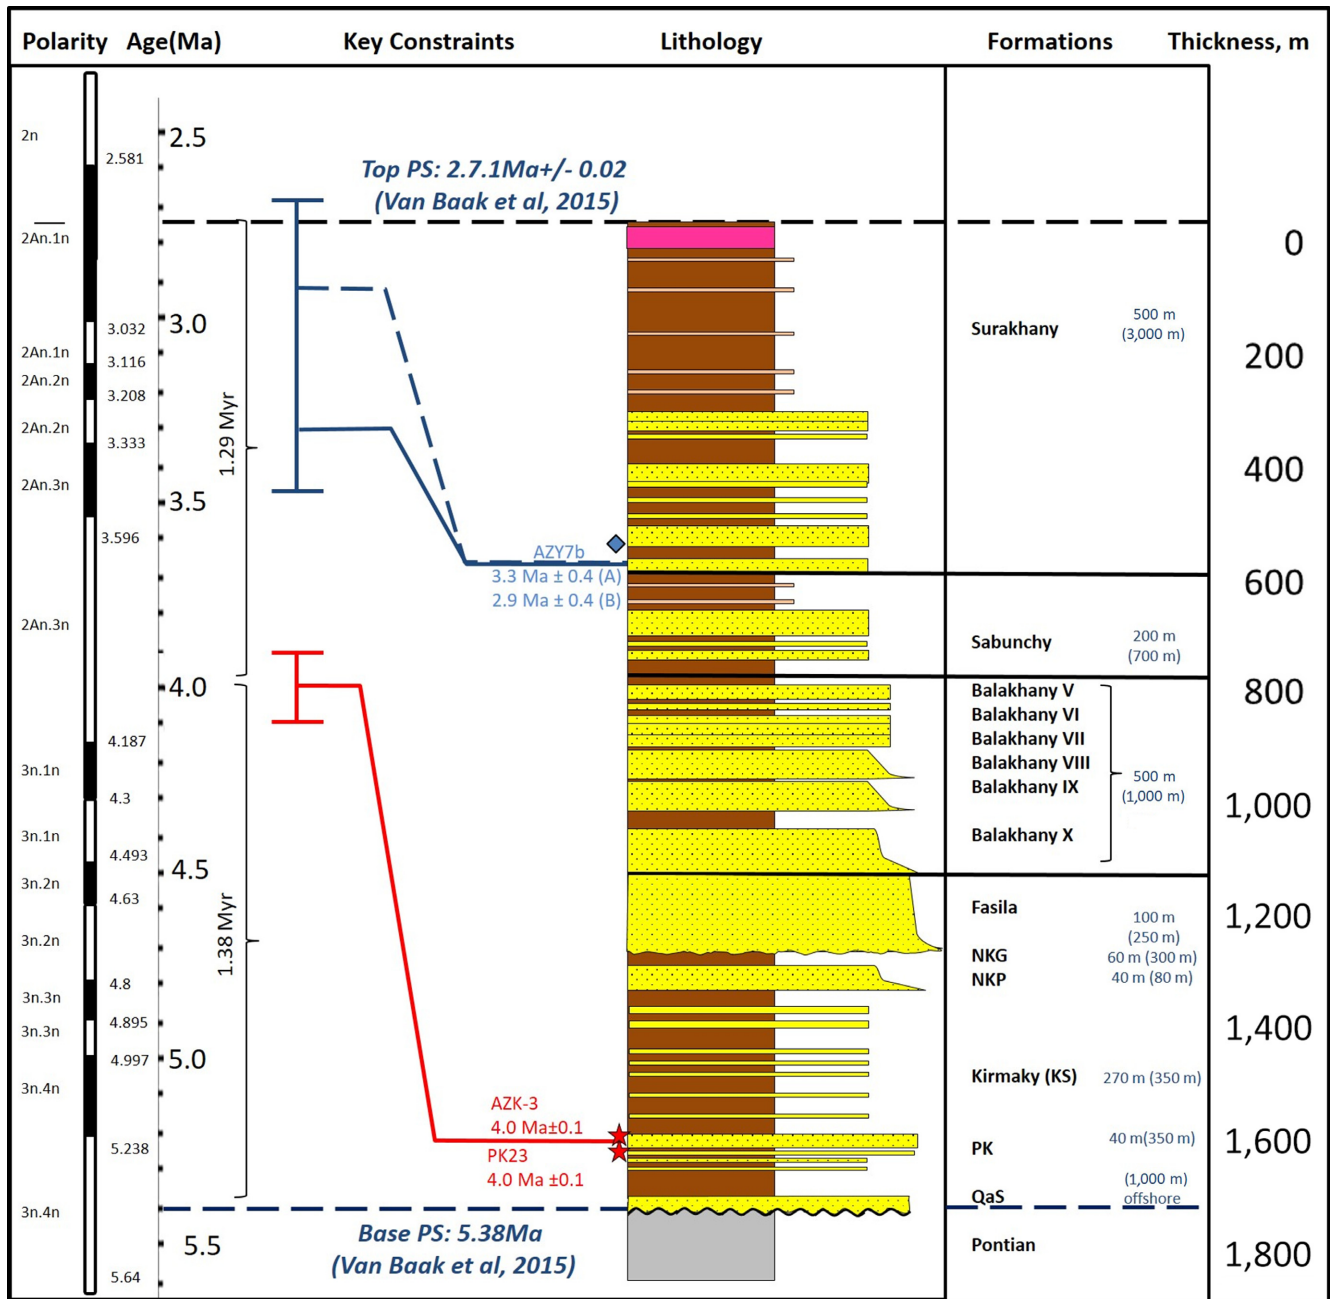 Polarity Age(Ma) Key Constraints Lithology Formations Thickness, m
2n
2An.1n
2An.1n
2An.2n
2An.2n
2An.3n
2An.3n
3n.1n
3n.1n
3n.2n
3n.2n
3n.3n
3n.3n
3n.4n
3n.4n
2.581
3.032
3.116
3.208
3.333
3.596
4.187
4.3
4.493
4.63
4.8
4.895
4.997
5.238
5.64
2.5
3.0
3.5
4.0
4.5
5.0
5.5
1.29 Myr
1.38 Myr
Top PS: 2.7.1Ma+/- 0.02
(Van Baak et al, 2015)
AZY7b
3.3 Ma ± 0.4 (A)
2.9 Ma ± 0.4 (B)
AZK-3
4.0 Ma±0.1
PK23
4.0 Ma ±0.1
Base PS: 5.38Ma
(Van Baak et al, 2015)
Surakhany
500 m
(3,000 m)
Sabunchy
200 m
(700 m)
Balakhany V
Balakhany VI
Balakhany VII
Balakhany VIII
Balakhany IX
Balakhany X
500 m
(1,000 m)
Fasila
100 m
(250 m)
NKG 60 m (300 m)
NKP 40 m (80 m)
Kirmaky (KS) 270 m (350 m)
PK 40 m(350 m)
QaS
(1,000 m)
offshore
Pontian
0
200
400
600
800
1,000
1,200
1,400
1,600
1,800